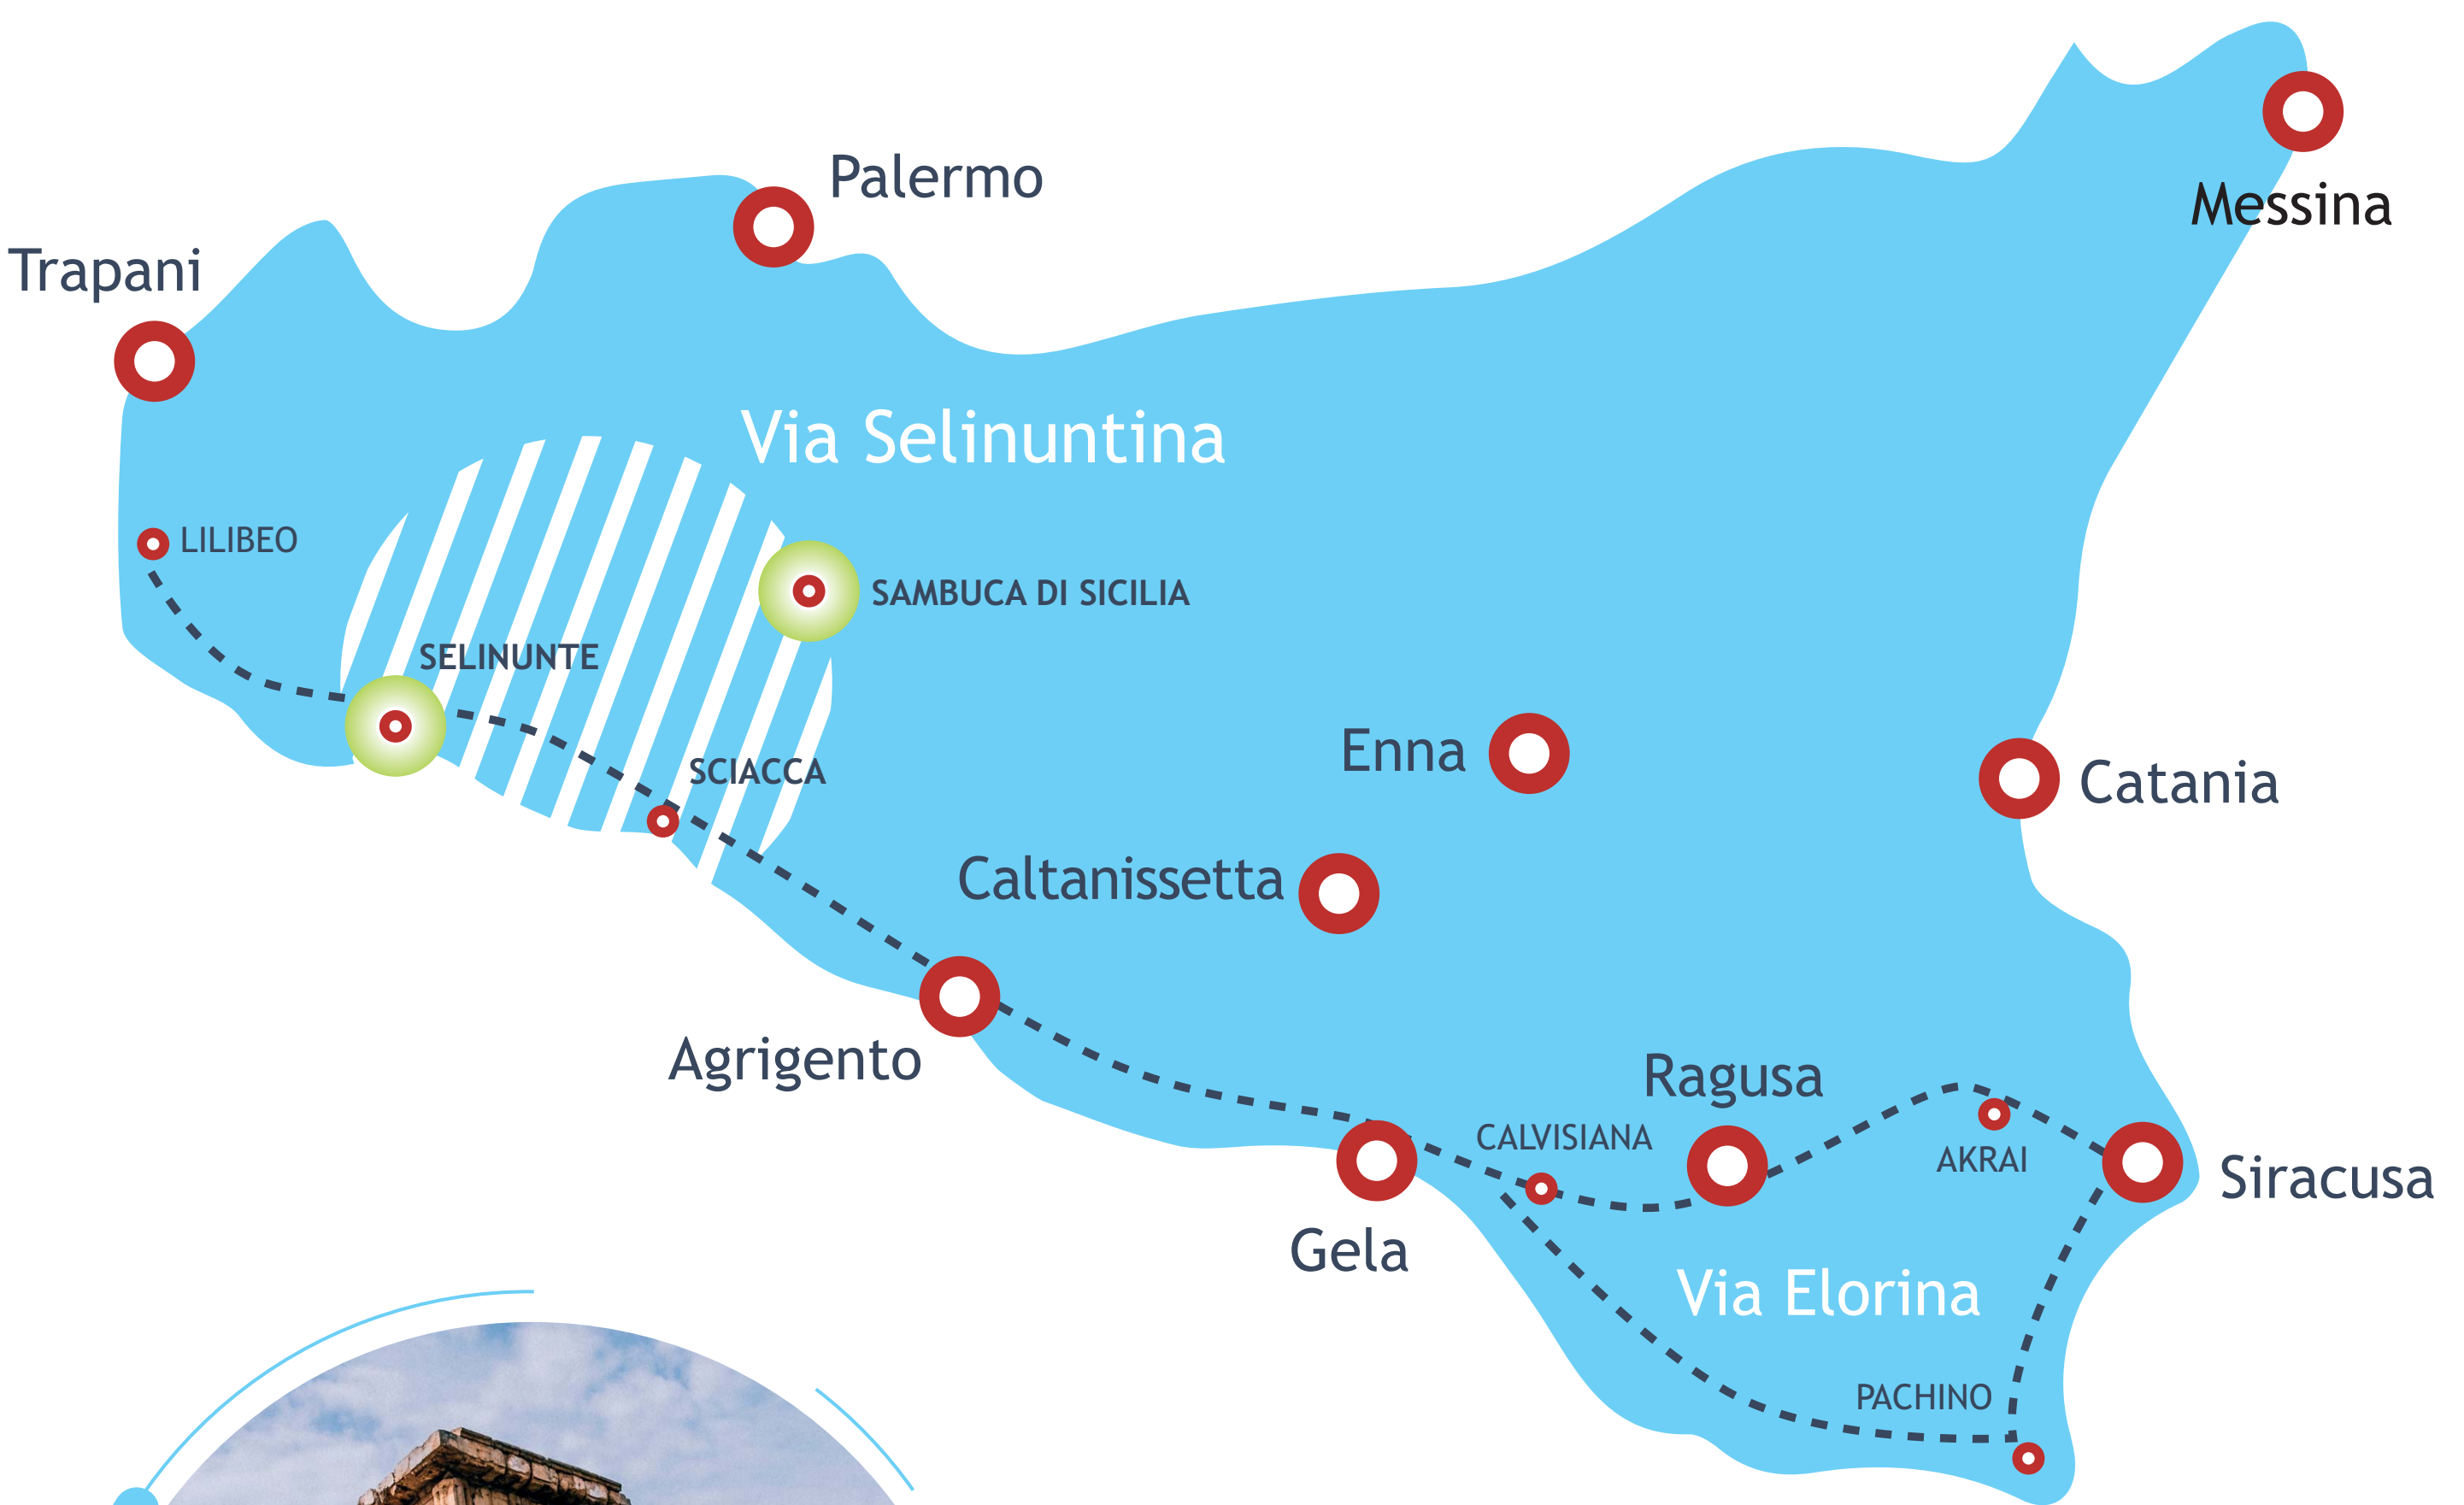 Palermo
Messina
Trapani
Via Selinuntina
LILIBEO
SAMBUCA DI SICILIA
SELINUNTE
Enna
SCIACCA
Catania
Caltanissetta
Agrigento
Ragusa
CALVISIANA
AKRAI
Siracusa
Gela
Via Elorina
PACHINO